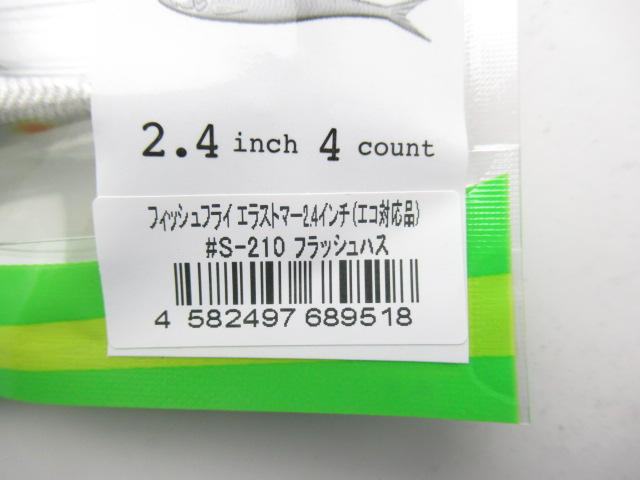 2.4 inch 4 count
フィッシュフライ エラストマー2.4インチ(エコ対応品)
#S-210 フラッシュハス
4 582497 689518